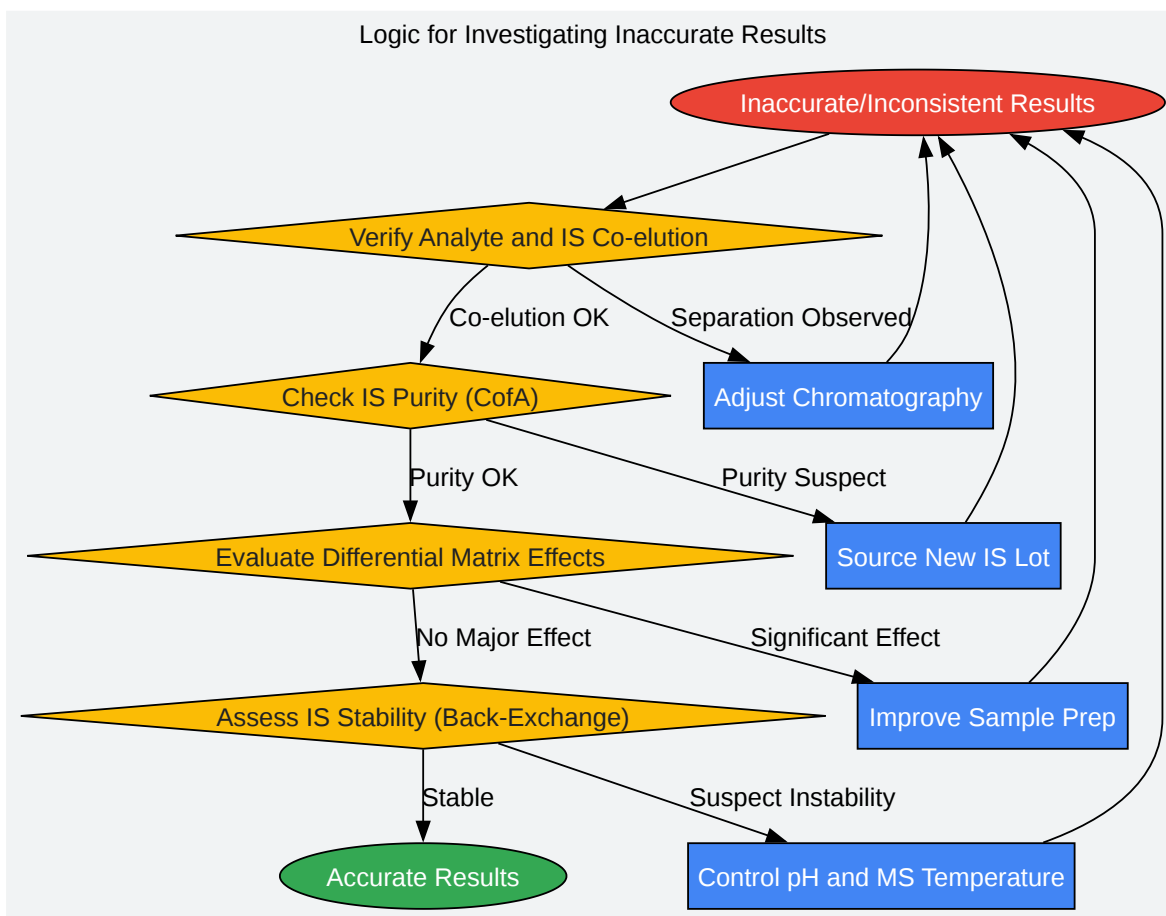 Logic for Investigating Inaccurate Results
Inaccurate/Inconsistent Results
Verify Analyte and IS Co-elution
Co-elution OK
Separation Observed
Check IS Purity (CofA)
Adjust Chromatography
Purity OK
Purity Suspect
Evaluate Differential Matrix Effects
Source New IS Lot
No Major Effect
Significant Effect
Assess IS Stability (Back-Exchange)
Improve Sample Prep
Stable
Suspect Instability
Accurate Results
Control pH and MS Temperature